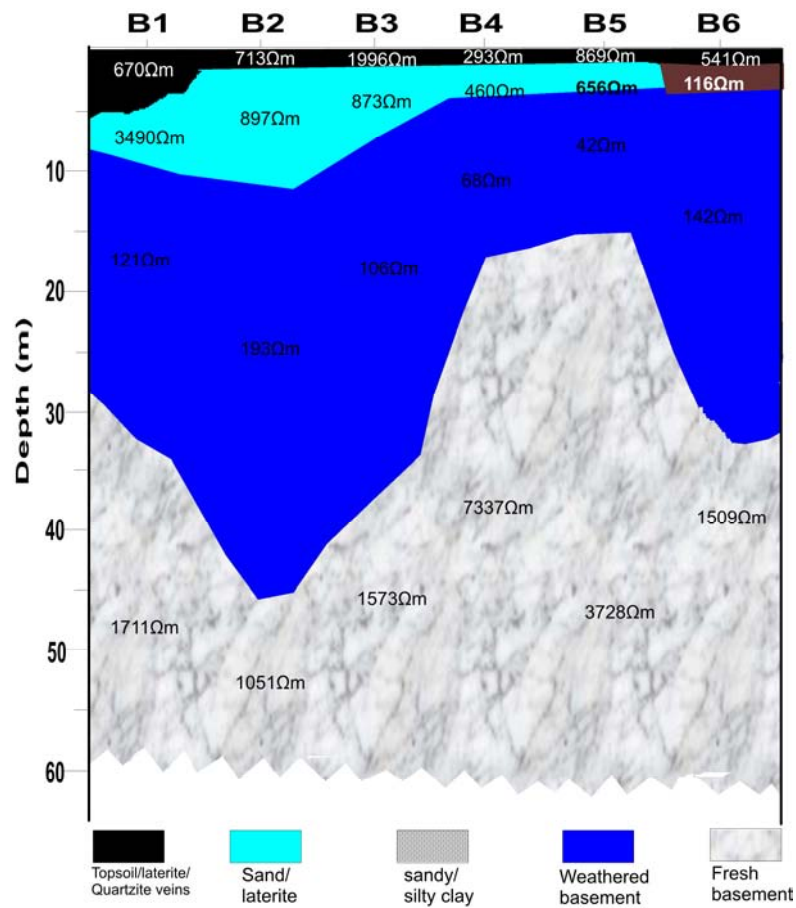 B1 B2 B3 B4 B5 B6
670Ωm 713Ωm 1996Ωm 293Ωm 869Ωm 541Ωm
3490Ωm 897Ωm 873Ωm 460Ωm 656Ωm 116Ωm
10
121Ωm 193Ωm 106Ωm 68Ωm 42Ωm 142Ωm
20
Depth (m)
30
40
7337Ωm 1509Ωm
1711Ωm 1573Ωm 3728Ωm
50
1051Ωm
60
Topsoil/laterite/
Quartzite veins
Sand/
laterite
sandy/
silty clay
Weathered
basement
Fresh
basement